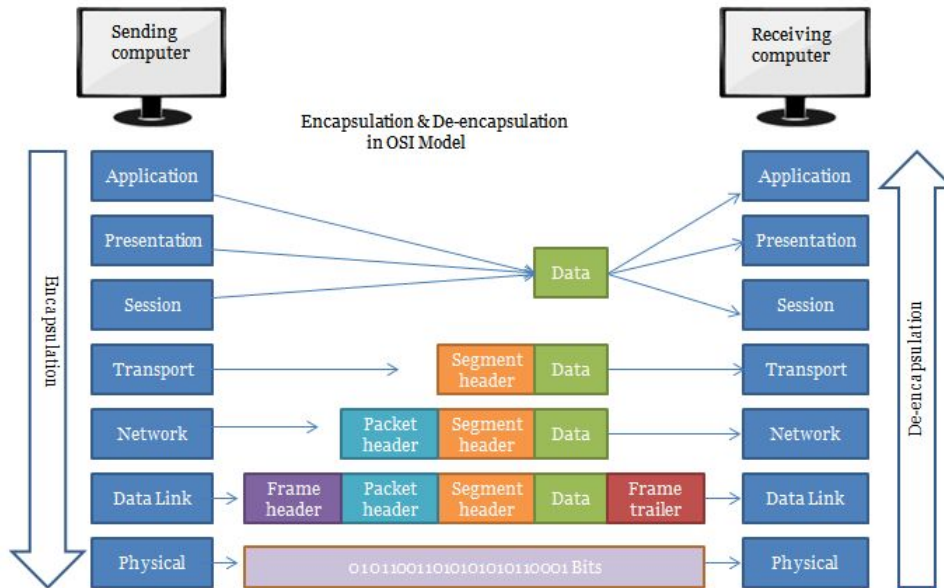 Sending
computer
Receiving
computer
Encapsulation & De-encapsulation
in OSI Model
Encapsulation
De-encapsulation
Application
Application
Presentation
Data
Presentation
Session
Session
Transport
Segment
header
Data
Transport
Network
Packet
header
Segment
header
Data
Network
Data Link
Frame
header
Packet
header
Segment
header
Data
Frame
trailer
Data Link
Physical
010110011010101010110001 Bits
Physical